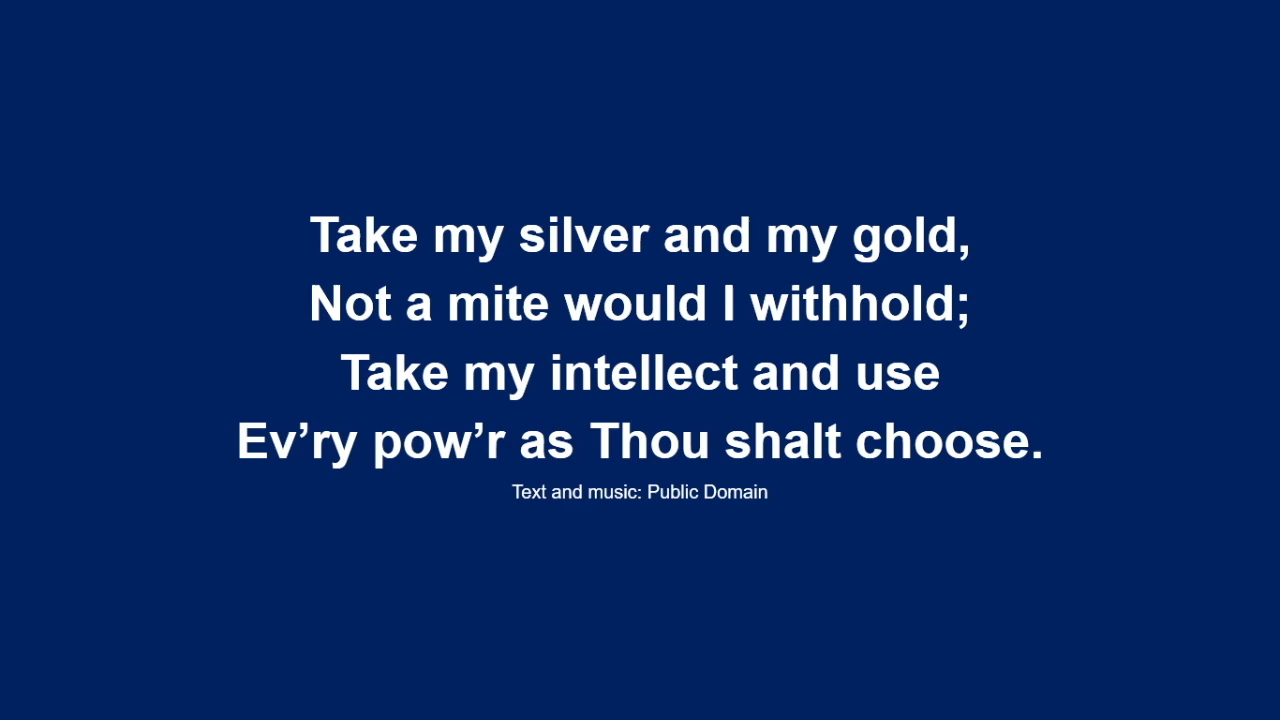 Take my silver and my gold,
Not a mite would I withhold;
Take my intellect and use
Ev’ry pow’r as Thou shalt choose.
Text and music: Public Domain